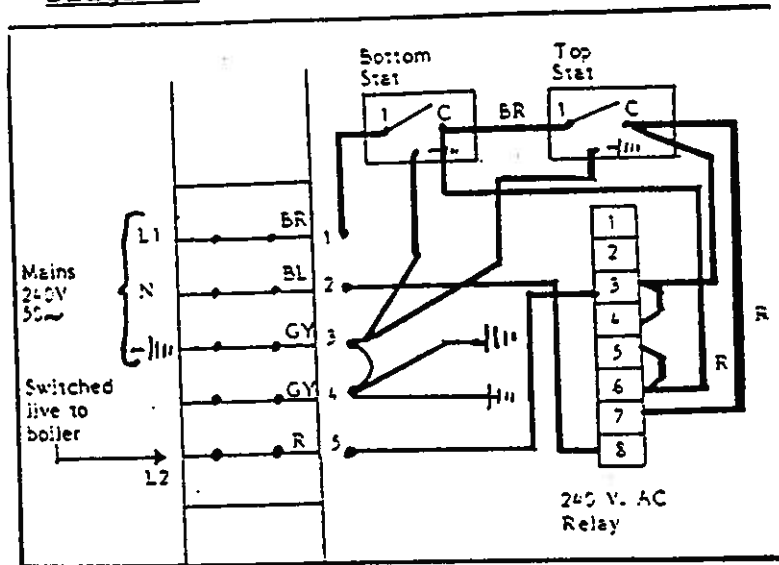 Bottom
Stat
Top
Stat
1 C
BR
1 C
L1
BR
1
Mains
240V
50~
N
BL
2
GY
3
Switched
live to
boiler
GY
4
L2
R
5
1
2
3
4
5
6
7
8
R
R
240 V. AC
Relay